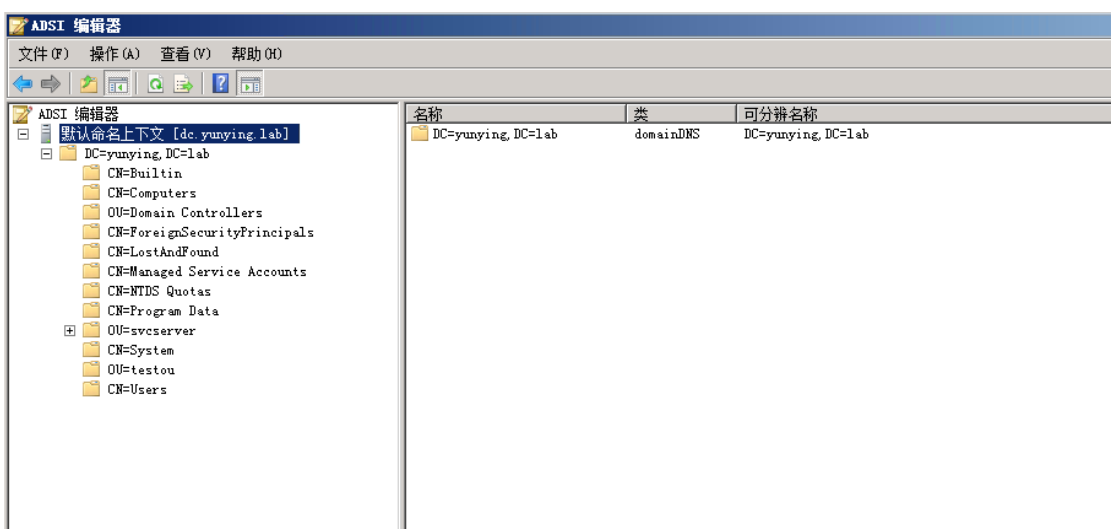 ADSI 编辑器
文件(F) 操作(A) 查看(V) 帮助(H)
ADSI 编辑器
默认命名上下文 [dc.yunying.lab]
DC=yunying,DC=lab
CN=Builtin
CN=Computers
OU=Domain Controllers
CN=ForeignSecurityPrincipals
CN=LostAndFound
CN=Managed Service Accounts
CN=NTDS Quotas
CN=Program Data
OU=svcserver
CN=System
OU=testou
CN=Users
名称 类 可分辨名称
DC=yunying,DC=lab domainDNS DC=yunying,DC=lab